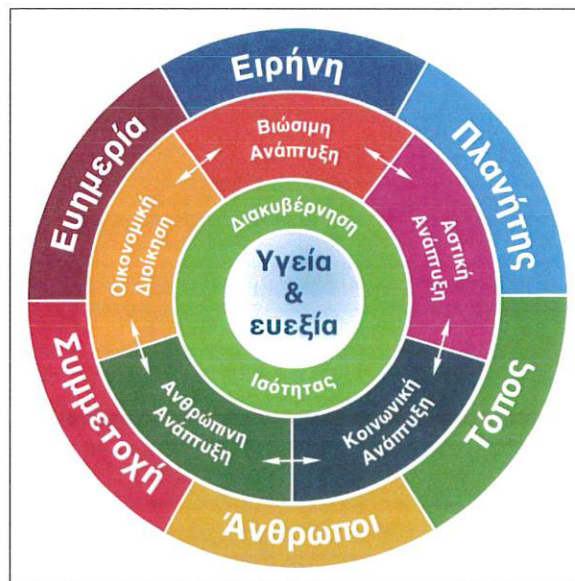 Ειρήνη
Πλανήτης
Τόπος
Άνθρωποι
Συμμετοχή
Ευημερία
Βιώσιμη
Ανάπτυξη
Αστική
Ανάπτυξη
Κοινωνική
Ανάπτυξη
Ανθρώπινη
Ανάπτυξη
Οικονομική
Διοίκηση
Διακυβέρνηση
Ισότητας
Υγεία
&
ευεξία